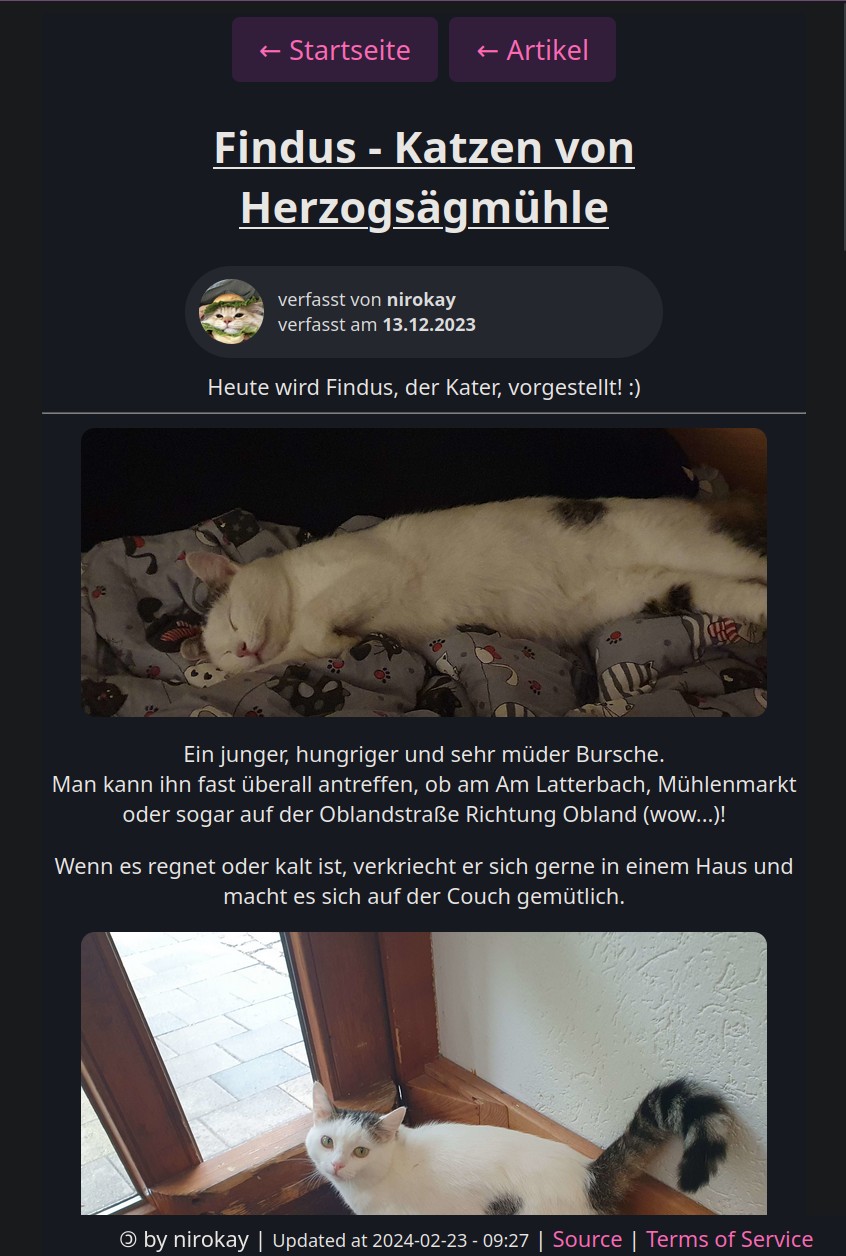 ← Startseite
← Artikel
Findus - Katzen von
Herzogsägmühle
verfasst von nirokay
verfasst am 13.12.2023
Heute wird Findus, der Kater, vorgestellt! :)
Ein junger, hungriger und sehr müder Bursche.
Man kann ihn fast überall antreffen, ob am Am Latterbach, Mühlenmarkt
oder sogar auf der Oblandstraße Richtung Obland (wow...)!
Wenn es regnet oder kalt ist, verkriecht er sich gerne in einem Haus und
macht es sich auf der Couch gemütlich.
🄯 by nirokay | Updated at 2024-02-23 - 09:27 | Source | Terms of Service